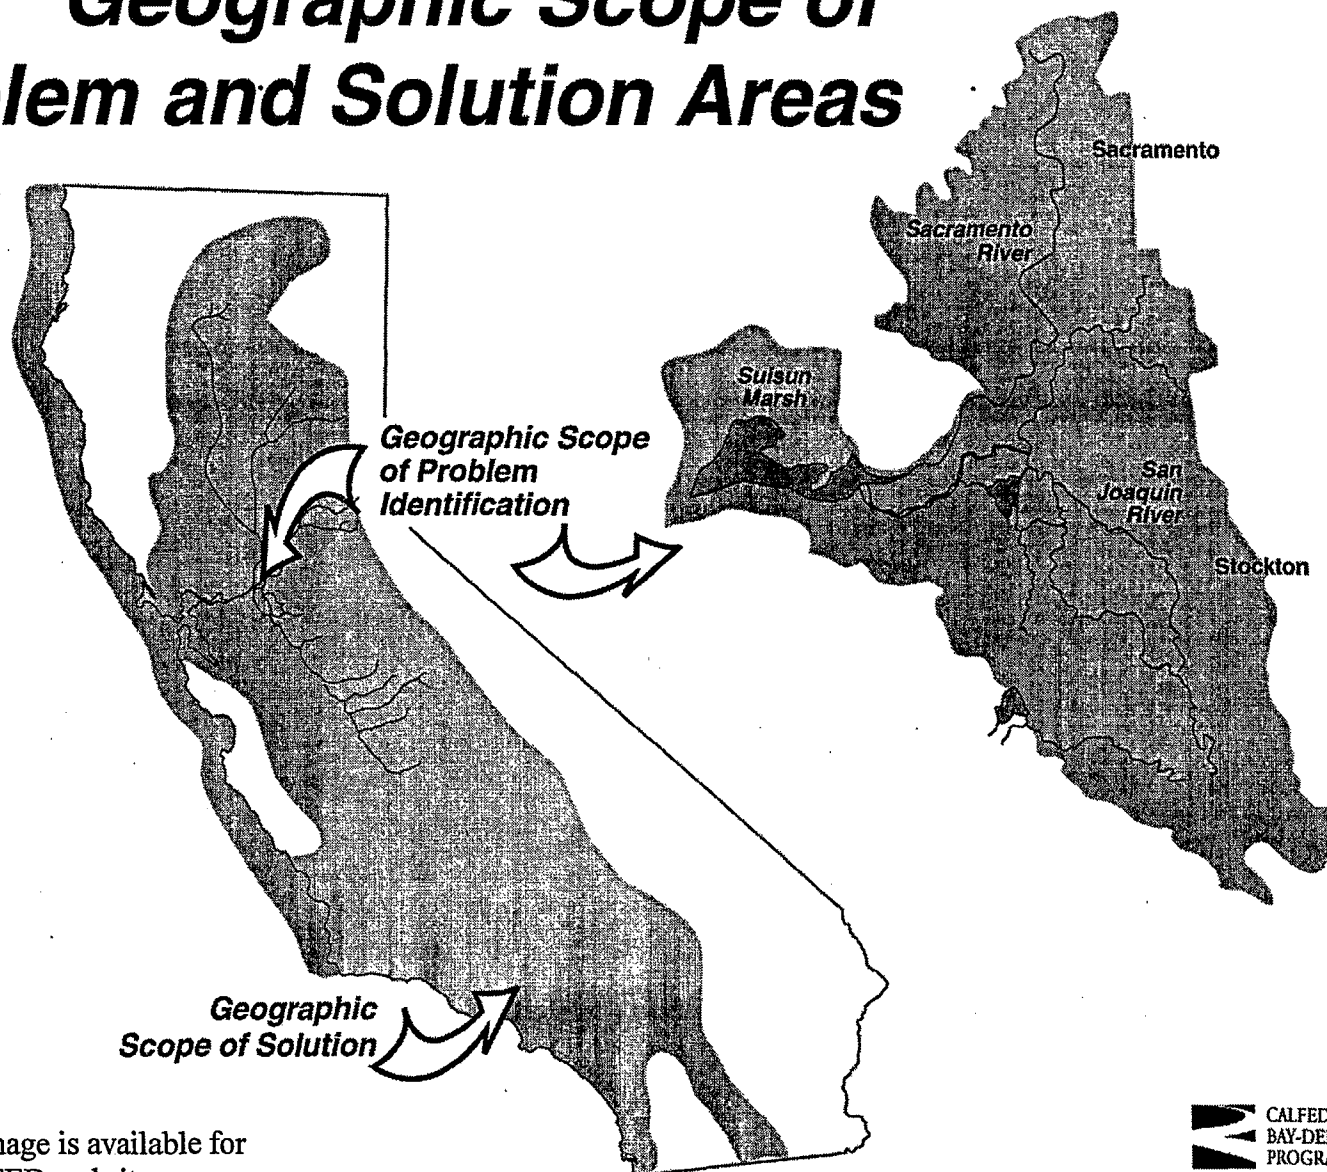 Geographic Scope of
lem and Solution Areas
Sacramento
Sacramento
River
Suisun
Marsh
Geographic Scope
of Problem
Identification
San
Joaquin
River
Stockton
Geographic
Scope of Solution
nage is available for
CALFED
BAY-DE
PROGRA